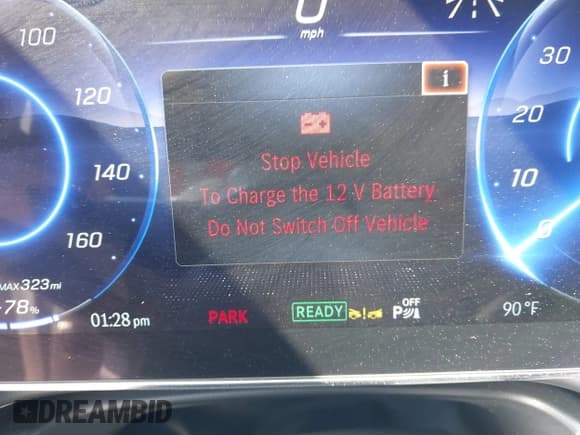 0
mph
100
120
140
160
MAX 323 mi
78%
30
20
10
0
i
Stop Vehicle
To Charge the 12 V Battery
Do Not Switch Off Vehicle
01:28 pm
PARK
READY
OFF
P
90°F
DREAMBID